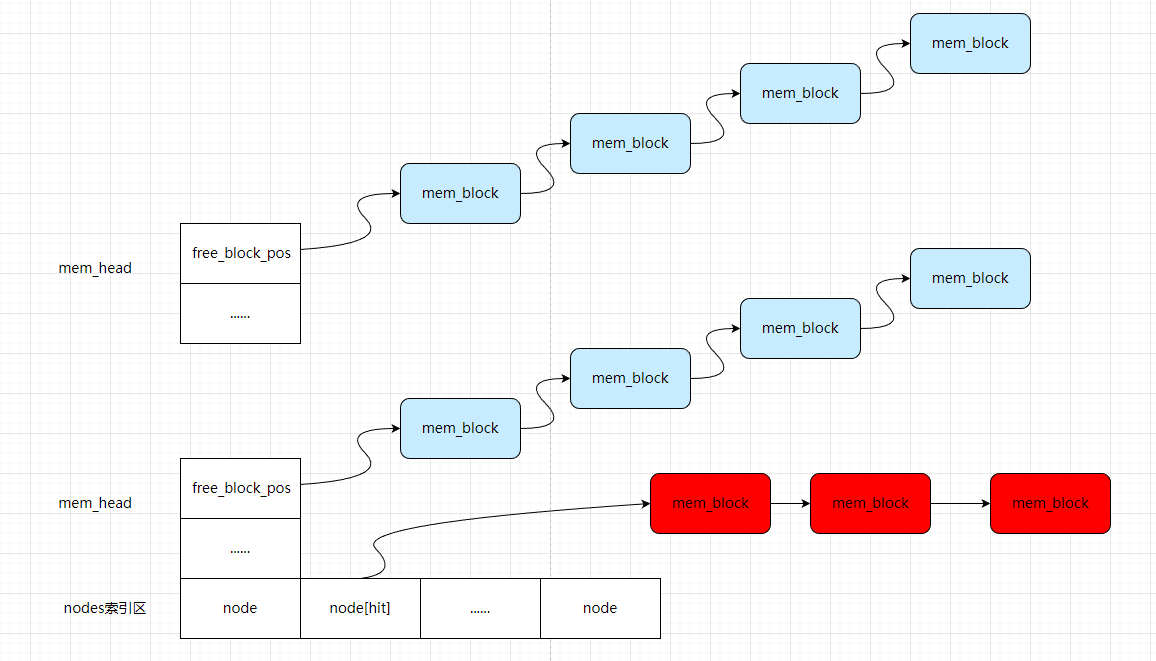 mem_block
mem_block
mem_block
mem_block
free_block_pos
mem_head
......
mem_block
mem_block
mem_block
mem_block
free_block_pos
mem_head
mem_block
mem_block
mem_block
......
nodes索引区
node
node[hit]
......
node